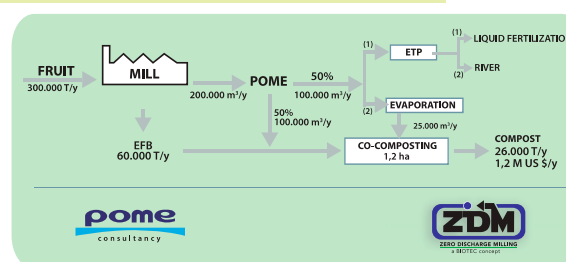 FRUIT
300.000 T/y
MILL
200.000 m³/y
POME
50%
100.000 m³/y
(1)
ETP
(1)
LIQUID FERTILIZATIO
(2)
RIVER
(2)
EVAPORATION
25.000 m³/y
50%
100.000 m³/y
EFB
60.000 T/y
CO-COMPOSTING
1,2 ha
COMPOST
26.000 T/y
1,2 M US $/y
pome
consultancy
ZDM
ZERO DISCHARGE MILLING
a BIOTEC concept